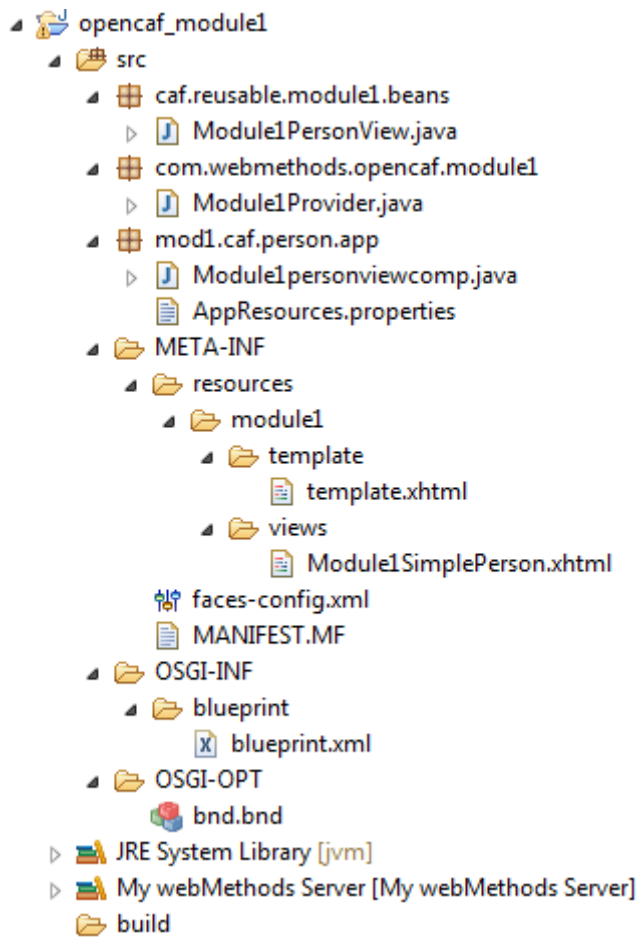 opencaf_module1
src
caf.reusable.module1.beans
Module1PersonView.java
com.webmethods.opencaf.module1
Module1Provider.java
mod1.caf.person.app
Module1personviewcomp.java
AppResources.properties
META-INF
resources
module1
template
template.xhtml
views
Module1SimplePerson.xhtml
faces-config.xml
MANIFEST.MF
OSGI-INF
blueprint
blueprint.xml
OSGI-OPT
bnd.bnd
JRE System Library [jvm]
My webMethods Server [My webMethods Server]
build